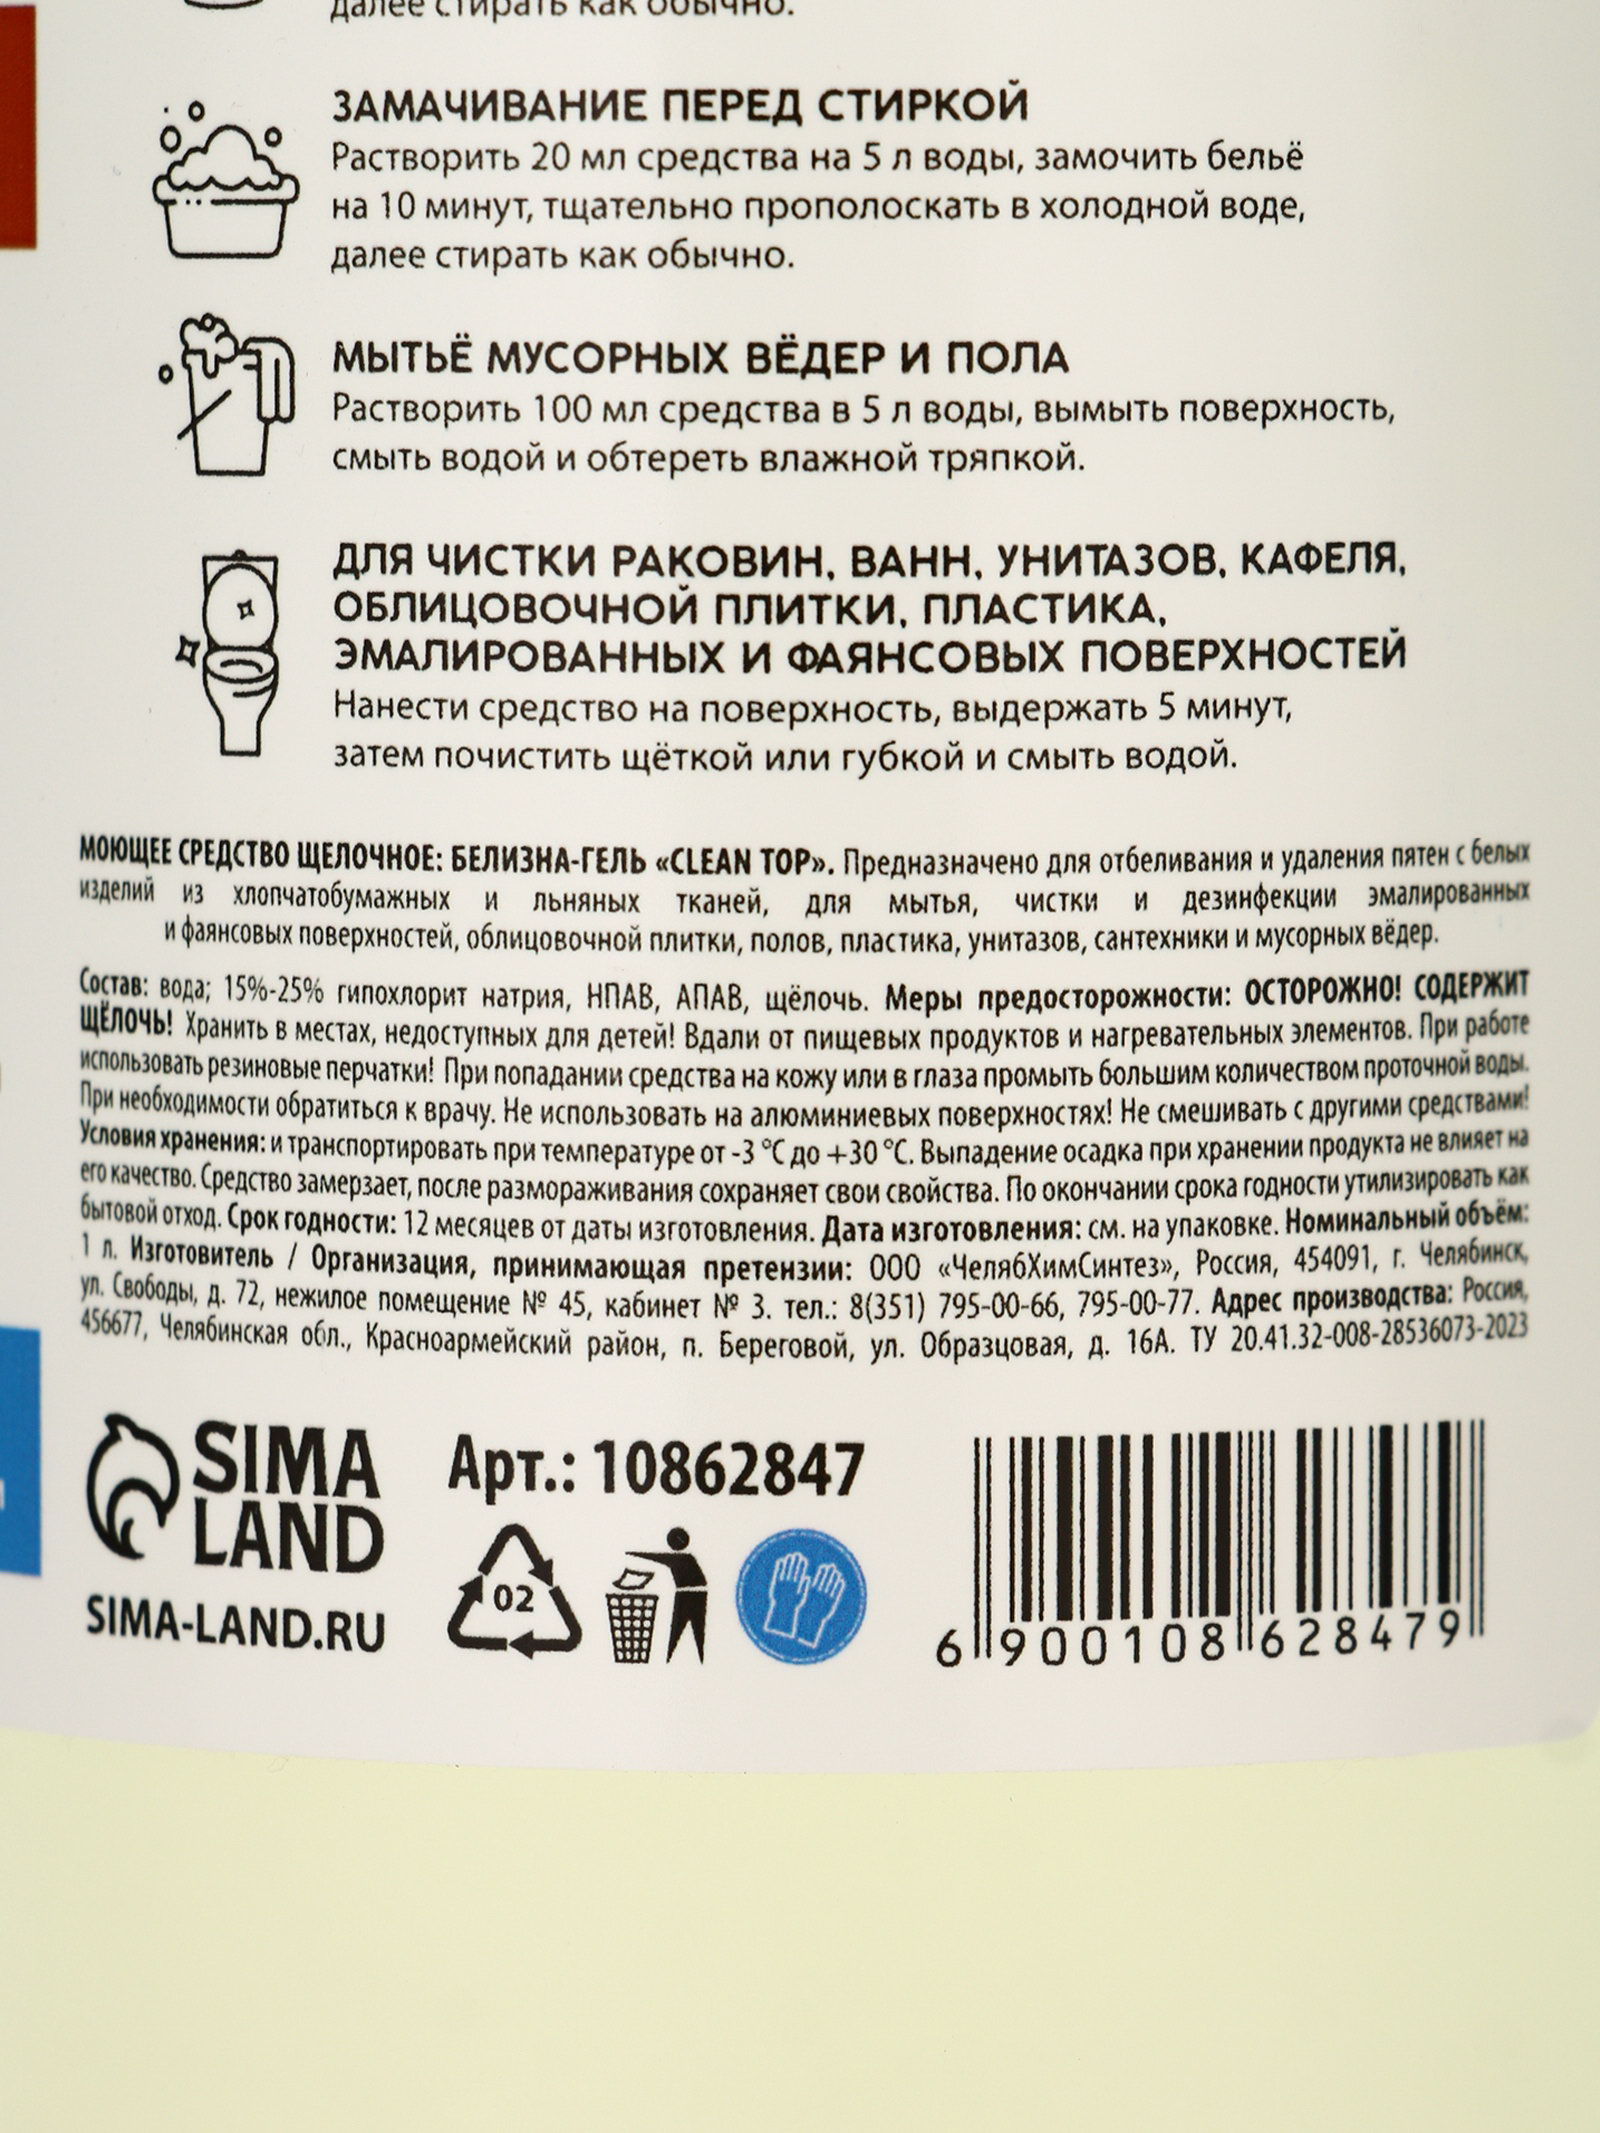 далее стирать как обычно.
ЗАМАЧИВАНИЕ ПЕРЕД СТИРКОЙ
Растворить 20 мл средства на 5 л воды, замочить бельё
на 10 минут, тщательно прополоскать в холодной воде,
далее стирать как обычно.
МЫТЬЁ МУСОРНЫХ ВЁДЕР И ПОЛА
Растворить 100 мл средства в 5 л воды, вымыть поверхность,
смыть водой и обтереть влажной тряпкой.
ДЛЯ ЧИСТКИ РАКОВИН, ВАНН, УНИТАЗОВ, КАФЕЛЯ,
ОБЛИЦОВОЧНОЙ ПЛИТКИ, ПЛАСТИКА,
ЭМАЛИРОВАННЫХ И ФАЯНСОВЫХ ПОВЕРХНОСТЕЙ
Нанести средство на поверхность, выдержать 5 минут,
затем почистить щёткой или губкой и смыть водой.
МОЮЩЕЕ СРЕДСТВО ЩЕЛОЧНОЕ: БЕЛИЗНА-ГЕЛЬ «CLEAN TOP». Предназначено для отбеливания и удаления пятен с белых
изделий из хлопчатобумажных и льняных тканей, для мытья, чистки и дезинфекции эмалированных
и фаянсовых поверхностей, облицовочной плитки, полов, пластика, унитазов, сантехники и мусорных вёдер.
Состав: вода; 15%-25% гипохлорит натрия, НПАВ, АПАВ, щёлочь. Меры предосторожности: ОСТОРОЖНО! СОДЕРЖИТ
ЩЁЛОЧЬ! Хранить в местах, недоступных для детей! Вдали от пищевых продуктов и нагревательных элементов. При работе
использовать резиновые перчатки! При попадании средства на кожу или в глаза промыть большим количеством проточной воды.
При необходимости обратиться к врачу. Не использовать на алюминиевых поверхностях! Не смешивать с другими средствами!
Условия хранения: и транспортировать при температуре от -3 °С до +30 °С. Выпадение осадка при хранении продукта не влияет на
его качество. Средство замерзает, после размораживания сохраняет свои свойства. По окончании срока годности утилизировать как
бытовой отход. Срок годности: 12 месяцев от даты изготовления. Дата изготовления: см. на упаковке. Номинальный объём:
1 л. Изготовитель / Организация, принимающая претензии: ООО «ЧелябХимСинтез», Россия, 454091, г. Челябинск,
ул. Свободы, д. 72, нежилое помещение № 45, кабинет № 3. тел.: 8(351) 795-00-66, 795-00-77. Адрес производства: Россия,
456677, Челябинская обл., Красноармейский район, п. Береговой, ул. Образцовая, д. 16А. ТУ 20.41.32-008-28536073-2023
SIMA
LAND
SIMA-LAND.RU
Арт.: 10862847
02
6 900108 628479